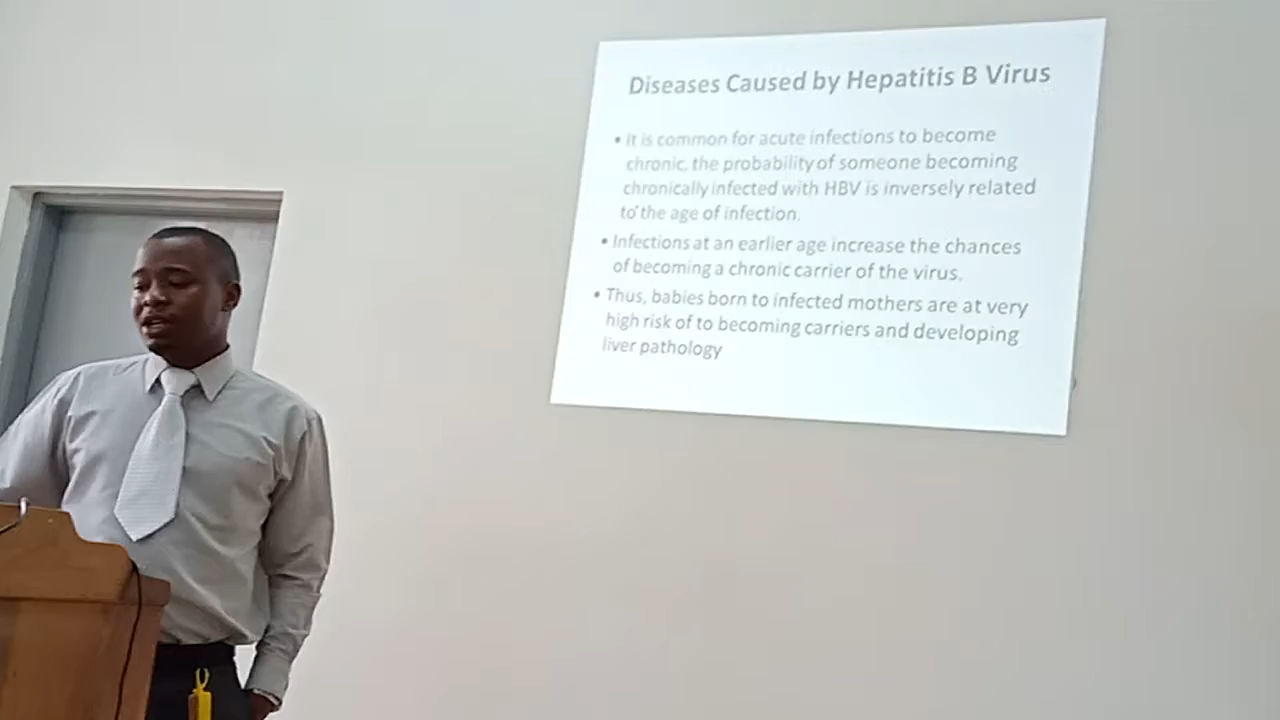 Diseases Caused by Hepatitis B Virus
• It is common for acute infections to become
chronic, the probability of someone becoming
chronically infected with HBV is inversely related
to the age of infection.
• Infections at an earlier age increase the chances
of becoming a chronic carrier of the virus.
• Thus, babies born to infected mothers are at very
high risk of to becoming carriers and developing
liver pathology